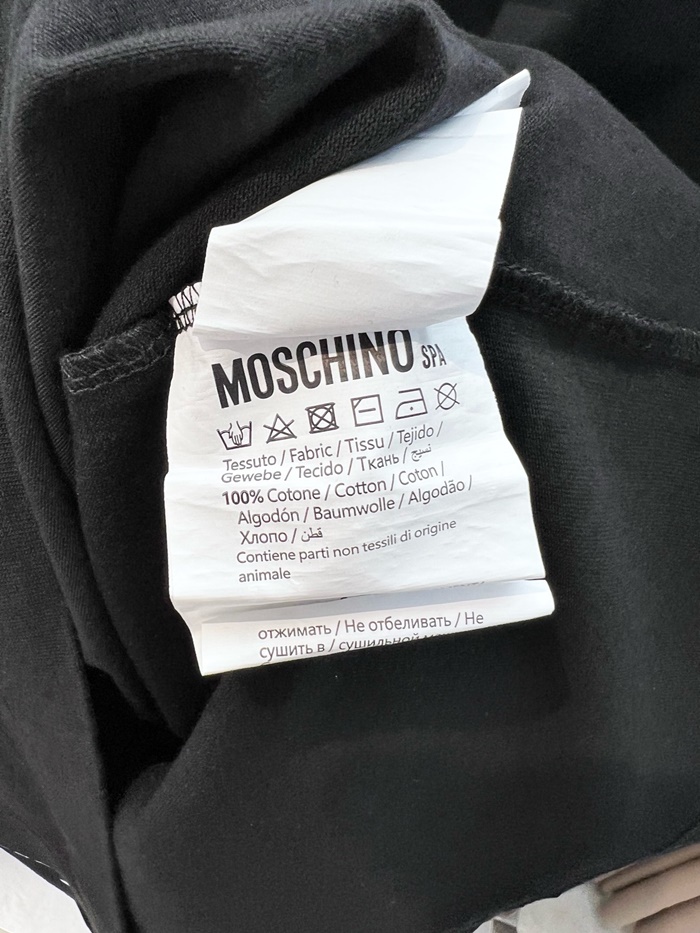 MOSCHINO SPA
Tessuto / Fabric / Tissu / Tejido /
Gewebe / Tecido / Ткань / نسيج
100% Cotone / Cotton / Coton /
Algodón / Baumwolle / Algodão /
Хлопо / قطن
Contiene parti non tessili di origine
animale
отжимать / Не отбеливать / Не
сушить в / сушильной